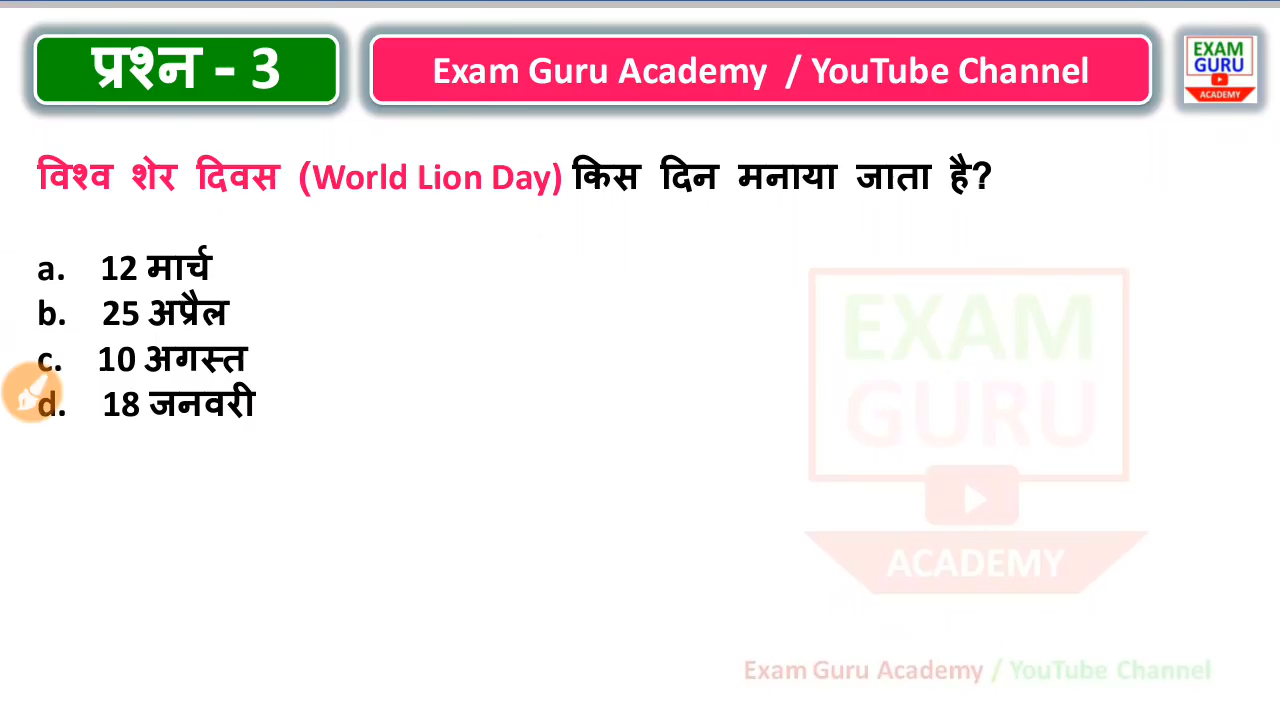 प्रश्न - 3
Exam Guru Academy / YouTube Channel
EXAM
GURU
ACADEMY
विश्व शेर दिवस (World Lion Day) किस दिन मनाया जाता है?
a. 12 मार्च
b. 25 अप्रैल
c. 10 अगस्त
d. 18 जनवरी
EXAM
GURU
ACADEMY
Exam Guru Academy / YouTube Channel